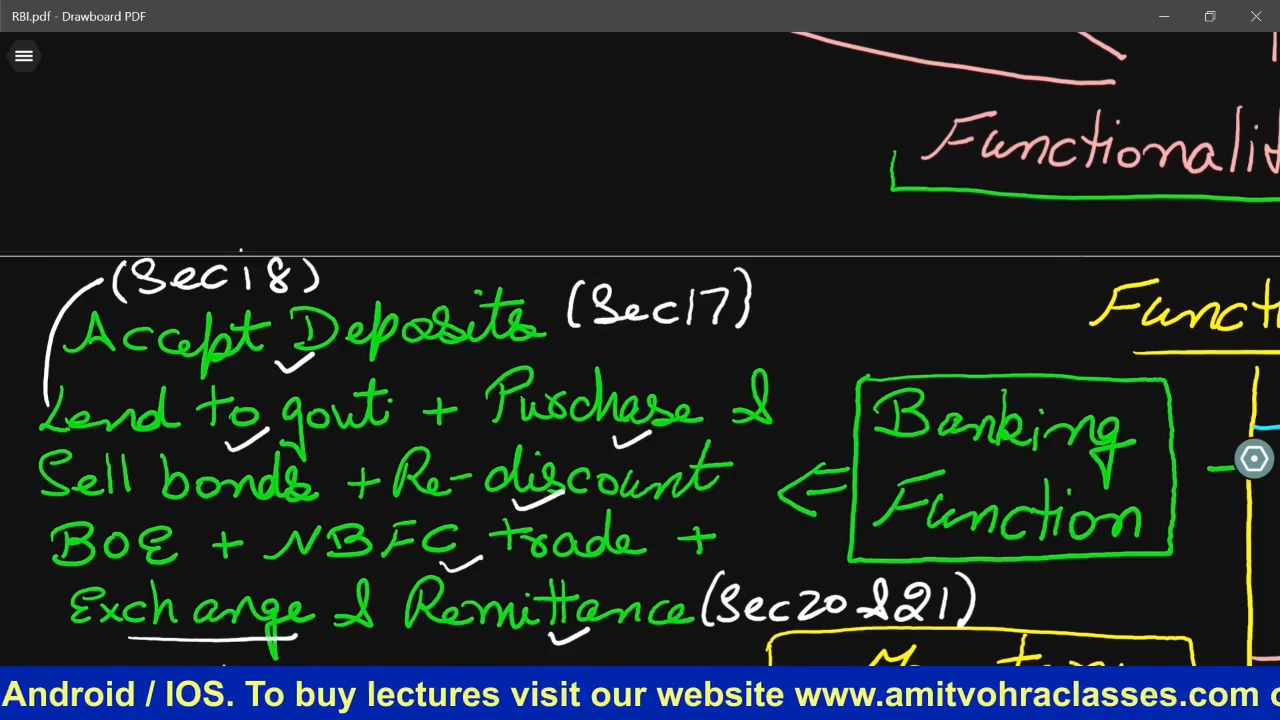 RBI.pdf - Drawboard PDF
Functionalit
(Sec 18)
Accept Deposits (Sec 17)
Lend to govt + Purchase &
Sell bonds + Re-discount
BOE + NBFC trade +
Exchange & Remittance (Sec 20 & 21)
Functi
Banking
Function
Android / IOS. To buy lectures visit our website www.amitvohraclasses.com